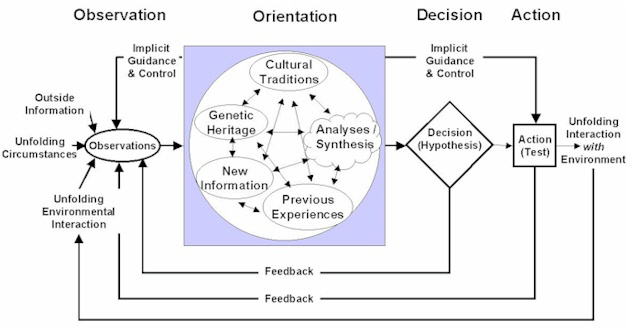 Observation
Orientation
Decision
Action
Implicit
Guidance
& Control
Implicit
Guidance
& Control
Outside
Information
Unfolding
Circumstances
Observations
Unfolding
Environmental
Interaction
Cultural
Traditions
Genetic
Heritage
Analyses /
Synthesis
New
Information
Previous
Experiences
Decision
(Hypothesis)
Action
(Test)
Unfolding
Interaction
with
Environment
Feedback
Feedback